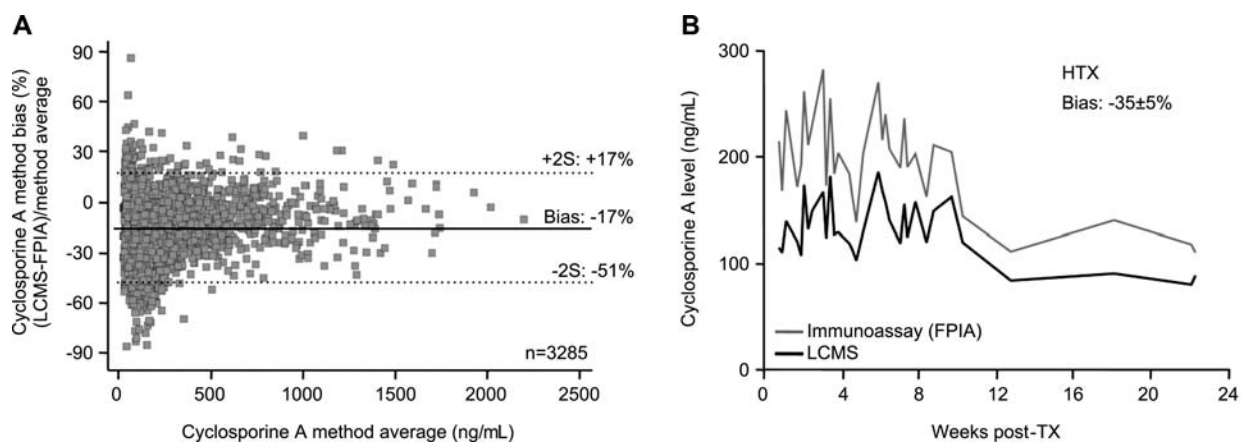 A
Cyclosporine A method bias (%)
(LCMS-FPIA)/method average
90
60
30
0
-30
-60
-90
+2S: +17%
Bias: -17%
-2S: -51%
n=3285
0
500
1000
1500
2000
2500
Cyclosporine A method average (ng/mL)
B
Cyclosporine A level (ng/mL)
300
200
100
0
HTX
Bias: -35±5%
Immunoassay (FPIA)
LCMS
0
4
8
12
16
20
24
Weeks post-TX